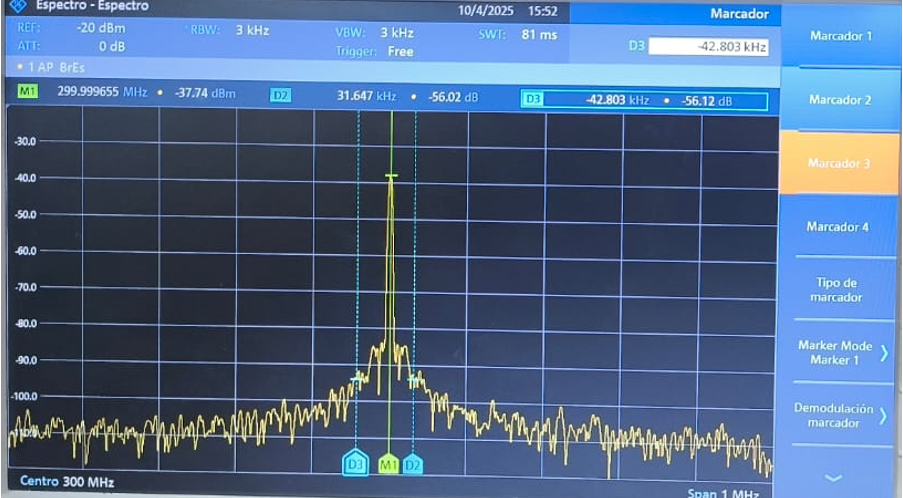 Espectro - Espectro
10/4/2025 15:52
Marcador
REF: -20 dBm
RBW: 3 kHz
VBW: 3 kHz
SWT: 81 ms
ATT: 0 dB
Trigger: Free
D3 -42.803 kHz
1 AP BrEs
M1 299.999655 MHz • -37.74 dBm
D2 31.647 kHz • -56.02 dB
D3 -42.803 kHz • -56.12 dB
-30.0
-40.0
-50.0
-60.0
-70.0
-80.0
-90.0
-100.0
-110.0
D3 M1 D2
Centro 300 MHz
Span 1 MHz
Marcador 1
Marcador 2
Marcador 3
Marcador 4
Tipo de
marcador
Marker Mode
Marker 1
Demodulación
marcador